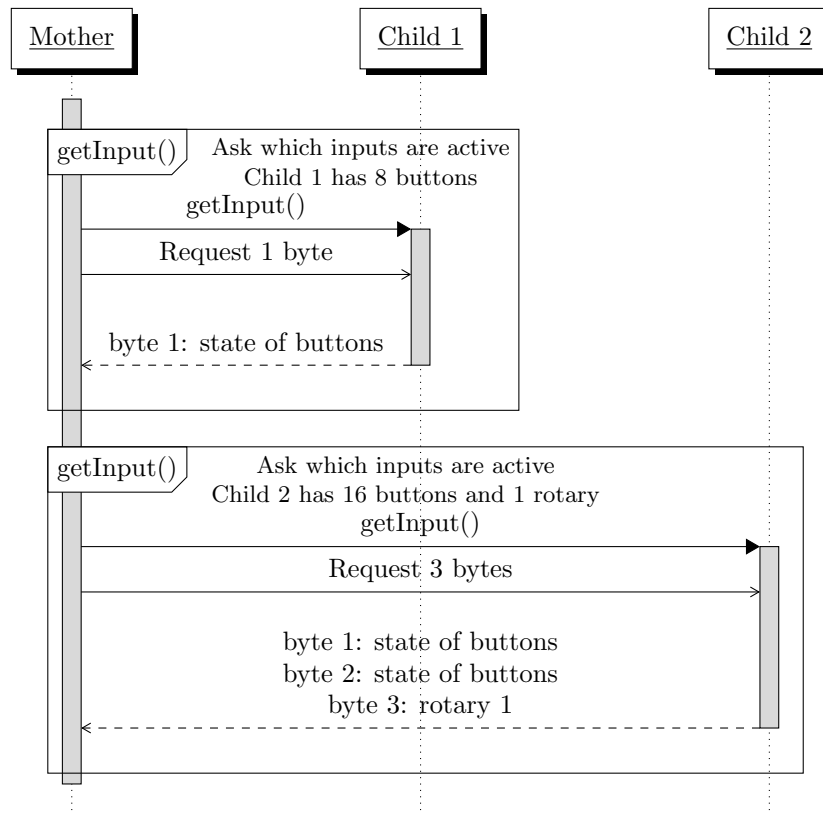 Mother
Child 1
Child 2
getInput()
Ask which inputs are active
Child 1 has 8 buttons
getInput()
Request 1 byte
byte 1: state of buttons
getInput()
Ask which inputs are active
Child 2 has 16 buttons and 1 rotary
getInput()
Request 3 bytes
byte 1: state of buttons
byte 2: state of buttons
byte 3: rotary 1